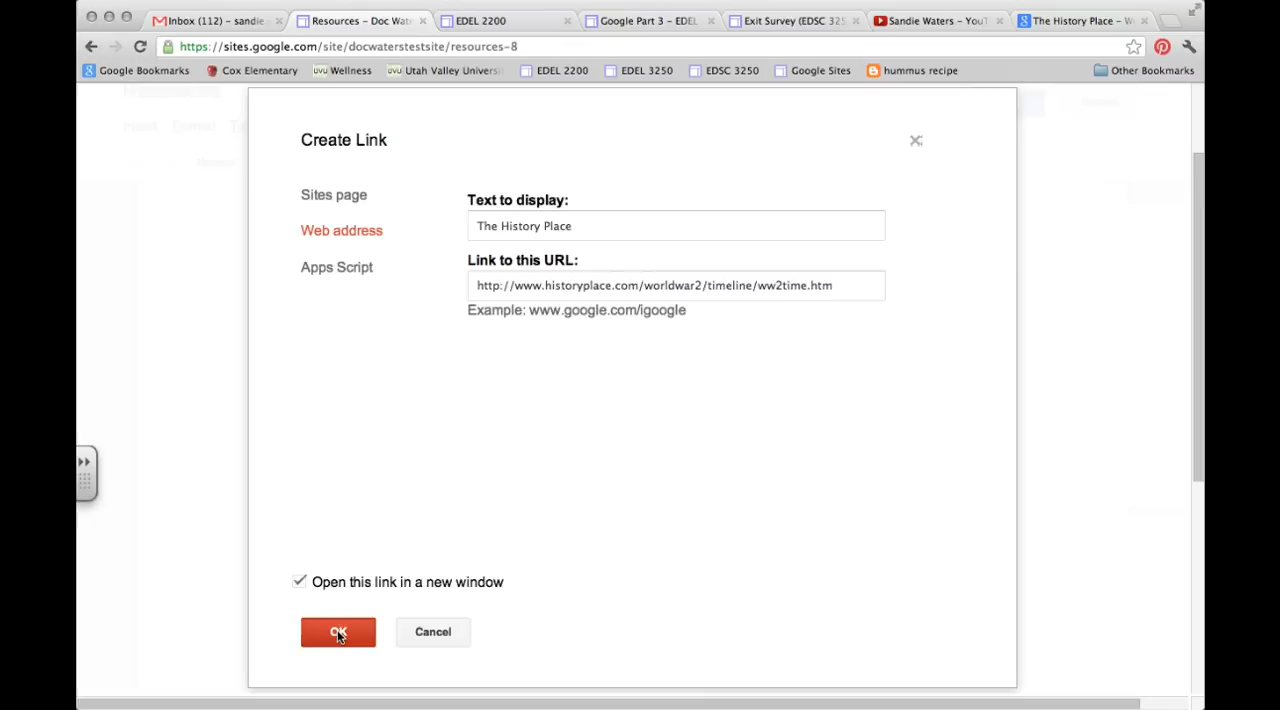 Inbox (112) – sandie.
Resources – Doc Wate
EDEL 2200
Google Part 3 – EDEL
Exit Survey (EDSC 325
Sandie Waters – YouT
The History Place – W
https://sites.google.com/site/docwaterstestsite/resources-8
Google Bookmarks
Cox Elementary
UVU Wellness
UVU Utah Valley Universi
EDEL 2200
EDEL 3250
EDSC 3250
Google Sites
hummus recipe
Other Bookmarks
Create Link
Sites page
Web address
Apps Script
Text to display:
The History Place
Link to this URL:
http://www.historyplace.com/worldwar2/timeline/ww2time.htm
Example: www.google.com/igoogle
Open this link in a new window
OK
Cancel